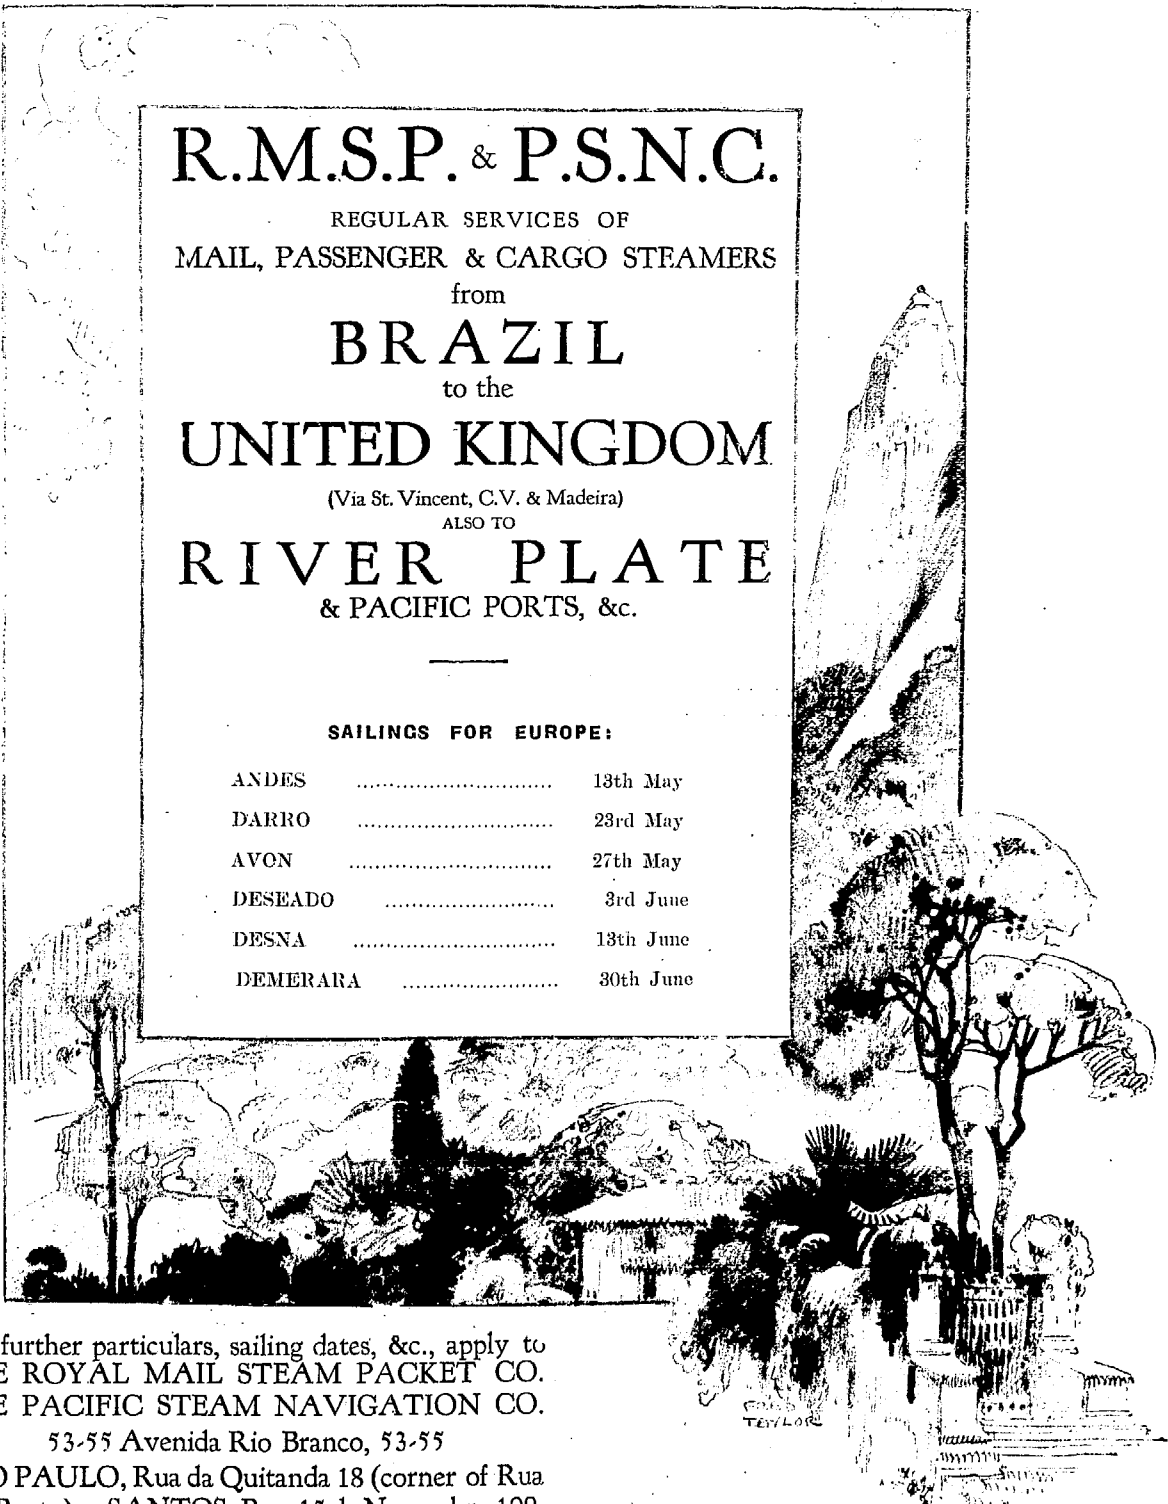 R.M.S.P. & P.S.N.C.
REGULAR SERVICES OF
MAIL, PASSENGER & CARGO STEAMERS
from
BRAZIL
to the
UNITED KINGDOM
(Via St. Vincent, C.V. & Madeira)
ALSO TO
RIVER PLATE
& PACIFIC PORTS, &c.
SAILINGS FOR EUROPE:
ANDES .............................. 13th May
DARRO .............................. 23rd May
AVON ............................... 27th May
DESEADO .......................... 3rd June
DESNA ............................... 13th June
DEMERARA ........................ 30th June
further particulars, sailing dates, &c., apply to
E ROYAL MAIL STEAM PACKET CO.
E PACIFIC STEAM NAVIGATION CO.
53-55 Avenida Rio Branco, 53-55
O PAULO, Rua da Quitanda 18 (corner of Rua
FRED
TAYLOR